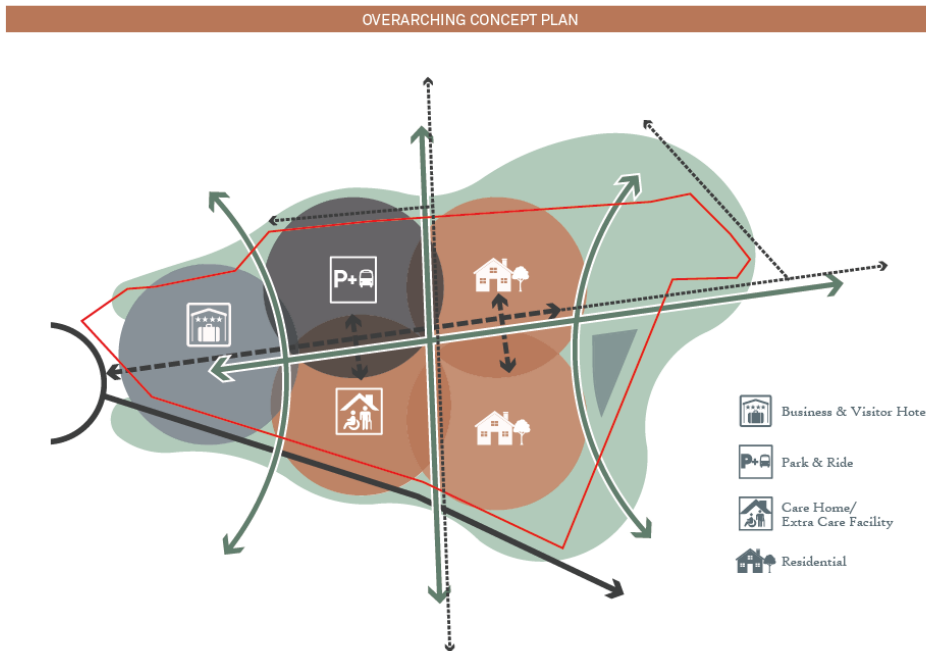 OVERARCHING CONCEPT PLAN
P+
P+
Business & Visitor Hote
Park & Ride
Care Home/
Extra Care Facility
Residential